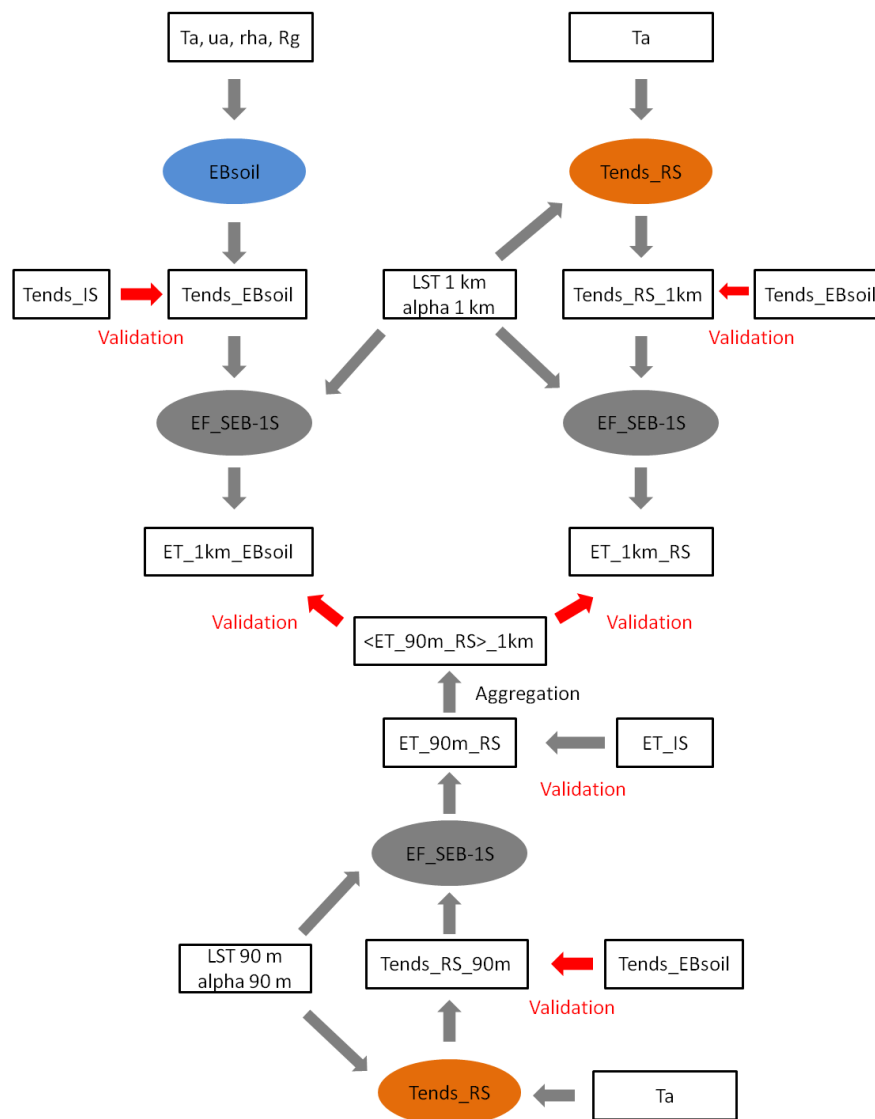 Ta, ua, rha, Rg
Ta
EBsoil
Tends_RS
Tends_IS
Tends_EBsoil
LST 1 km
alpha 1 km
Tends_RS_1km
Tends_EBsoil
Validation
Validation
EF_SEB-1S
EF_SEB-1S
ET_1km_EBsoil
ET_1km_RS
Validation
Validation
<ET_90m_RS>_1km
Aggregation
ET_90m_RS
ET_IS
Validation
EF_SEB-1S
LST 90 m
alpha 90 m
Tends_RS_90m
Tends_EBsoil
Validation
Tends_RS
Ta